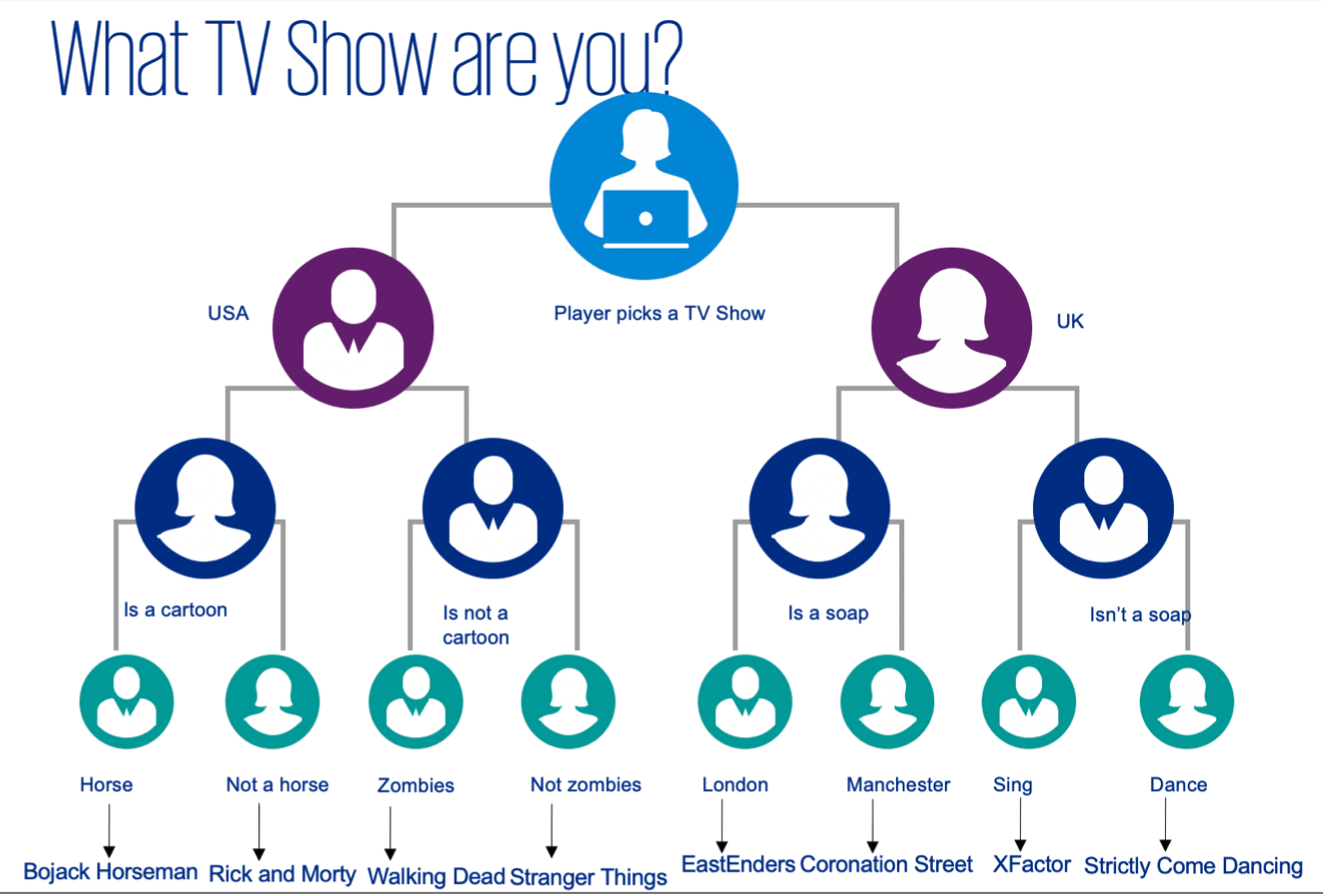 What TV Show are you?
USA
Player picks a TV Show
UK
Is a cartoon
Is not a
cartoon
Is a soap
Isn't a soap
Horse
Not a horse
Zombies
Not zombies
London
Manchester
Sing
Dance
Bojack Horseman
Rick and Morty
Walking Dead
Stranger Things
EastEnders
Coronation Street
XFactor
Strictly Come Dancing